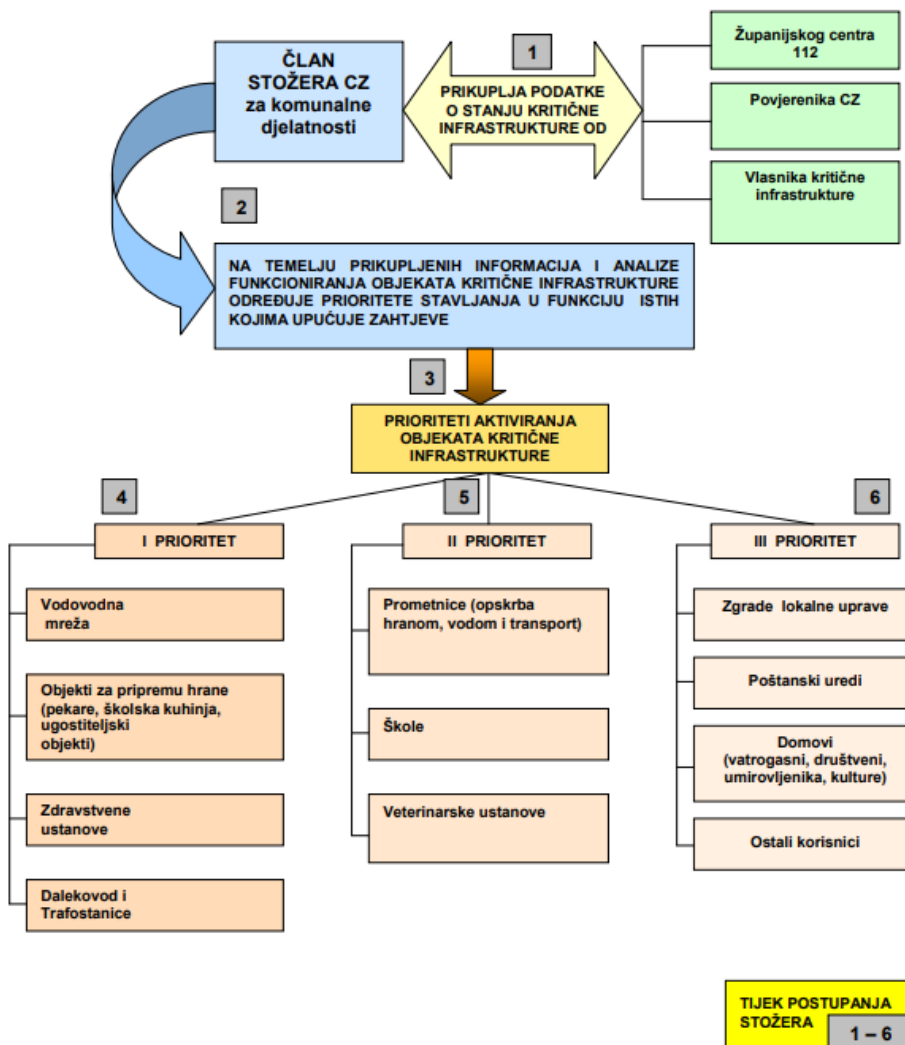 1
ČLAN
STOŽERA CZ
za komunalne
djelatnosti
PRIKUPLJA PODATKE
O STANJU KRITIČNE
INFRASTRUKTURE OD
Županijskog centra
112
Povjerenika CZ
Vlasnika kritične
infrastrukture
2
NA TEMELJU PRIKUPLJENIH INFORMACIJA I ANALIZE
FUNKCIONIRANJA OBJEKATA KRITIČNE INFRASTRUKTURE
ODREĐUJE PRIORITETE STAVLJANJA U FUNKCIJU ISTIH
KOJIMA UPUĆUJE ZAHTJEVE
3
PRIORITETI AKTIVIRANJA
OBJEKATA KRITIČNE
INFRASTRUKTURE
4
I PRIORITET
Vodovodna
mreža
Objekti za pripremu hrane
(pekare, školska kuhinja,
ugostiteljski
objekti)
Zdravstvene
ustanove
Dalekovod i
Trafostanice
5
II PRIORITET
Prometnice (opskrba
hranom, vodom i transport)
Škole
Veterinarske ustanove
6
III PRIORITET
Zgrade lokalne uprave
Poštanski uredi
Domovi
(vatrogasni, društveni,
umirovljenika, kulture)
Ostali korisnici
TIJEK POSTUPANJA
STOŽERA
1 – 6